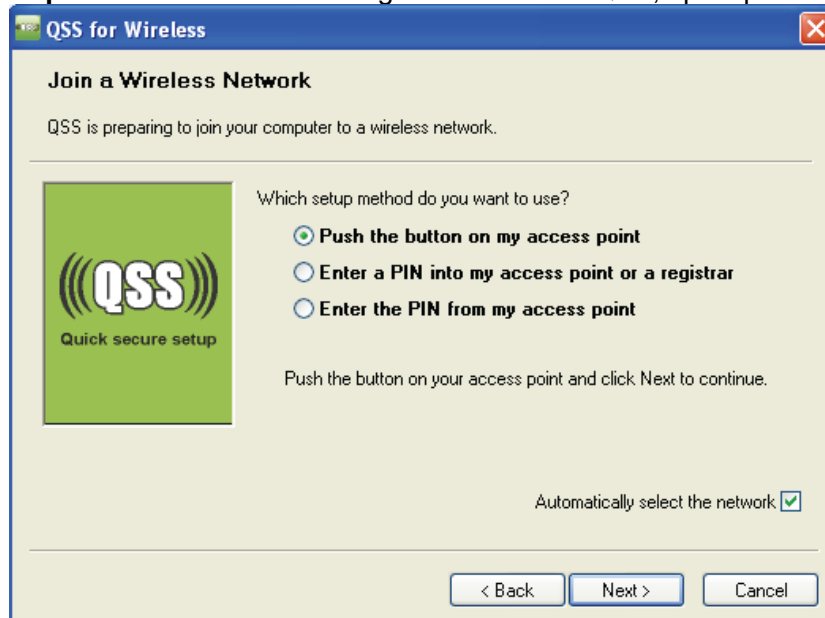 QSS for Wireless
Join a Wireless Network
QSS is preparing to join your computer to a wireless network.
Which setup method do you want to use?
Push the button on my access point
Enter a PIN into my access point or a registrar
Enter the PIN from my access point
(((QSS)))
Quick secure setup
Push the button on your access point and click Next to continue.
Automatically select the network
< Back Next > Cancel